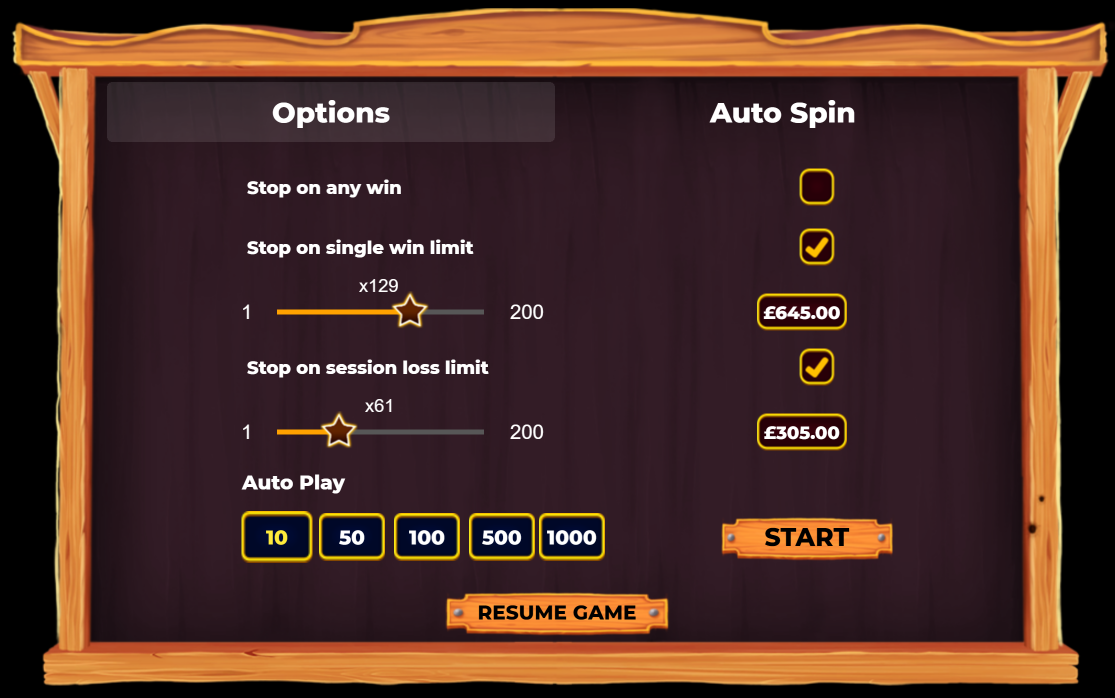 Options
Auto Spin
Stop on any win
Stop on single win limit
x129
1
200
£645.00
Stop on session loss limit
x61
1
200
£305.00
Auto Play
10 50 100 500 1000
START
RESUME GAME